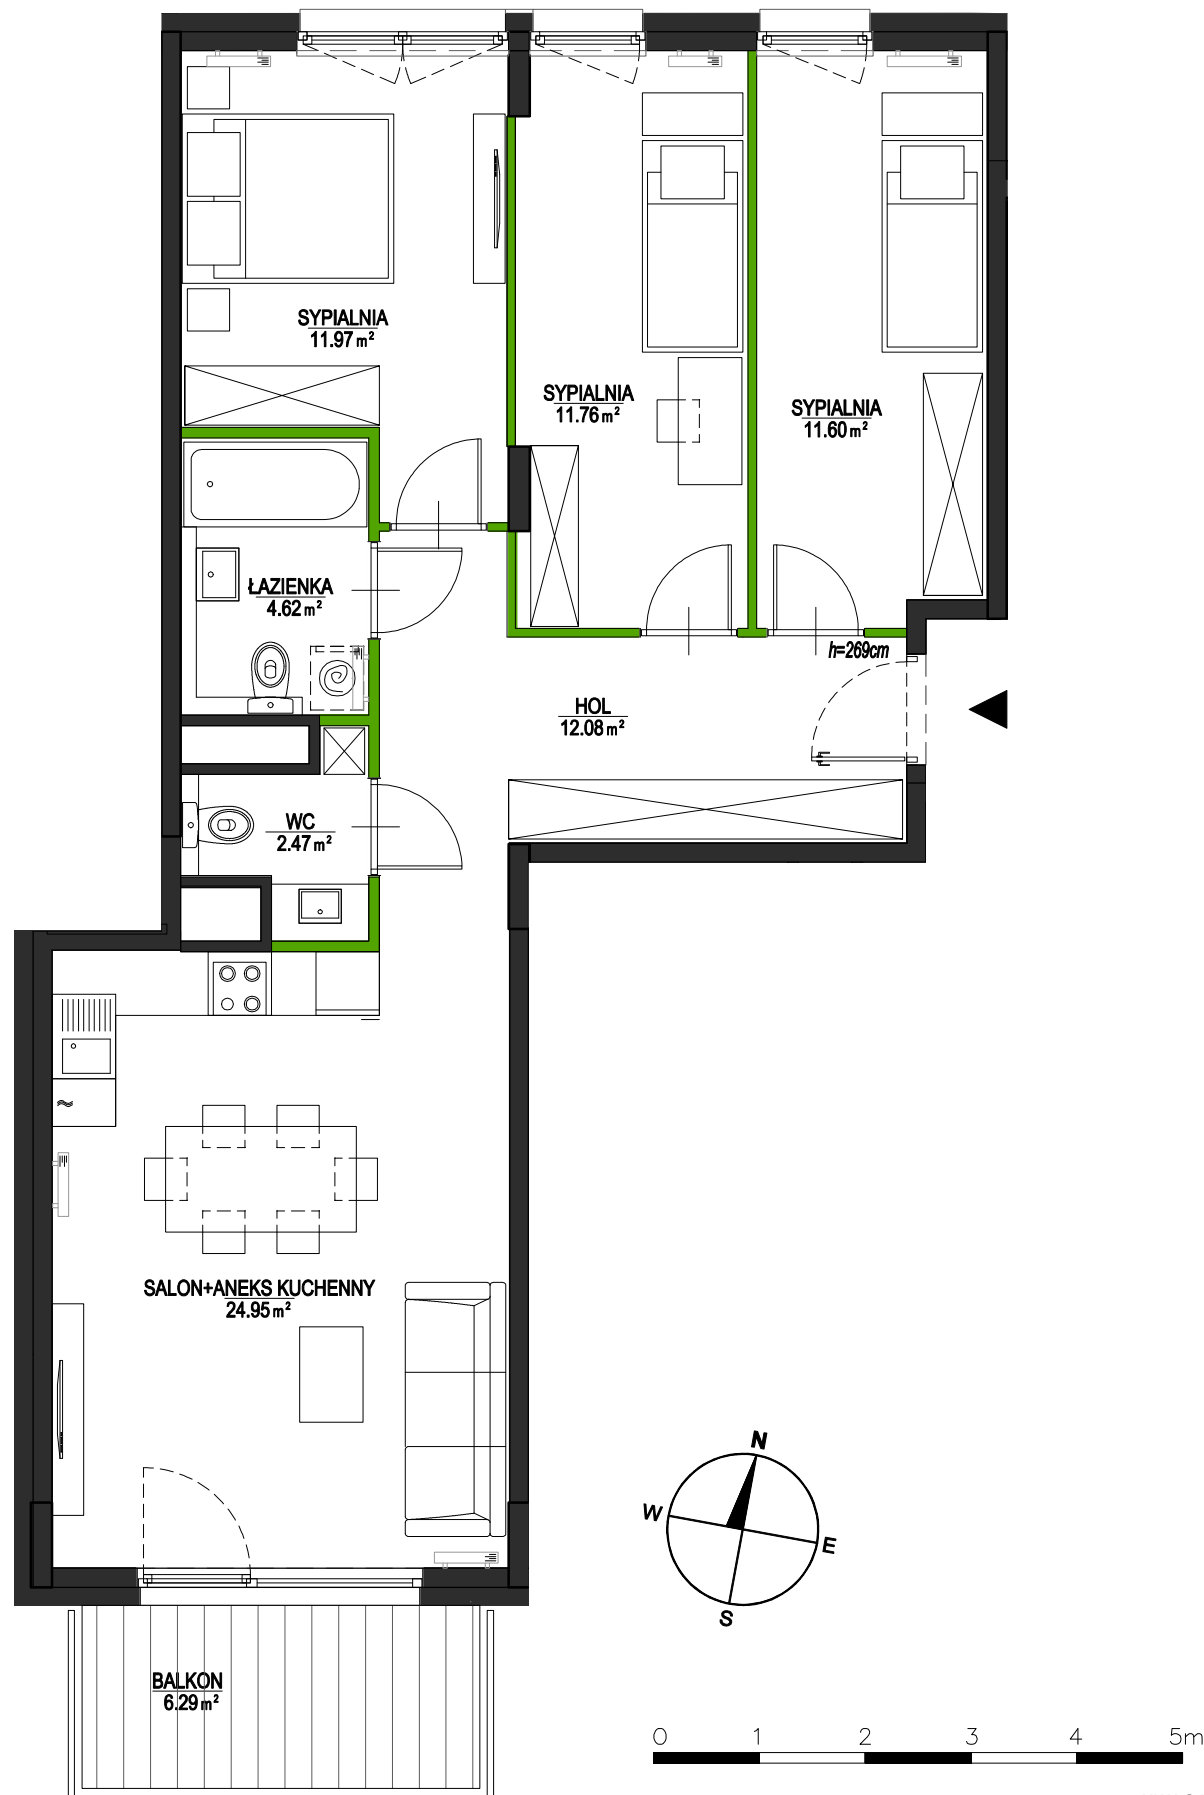 SYPIALNIA
11.97 m²
SYPIALNIA
11.76 m²
SYPIALNIA
11.60 m²
ŁAZIENKA
4.62 m²
h=269cm
HOL
12.08 m²
WC
2.47 m²
SALON+ANEKS KUCHENNY
24.95 m²
N
W
E
S
BALKON
6.29 m²
0 1 2 3 4 5m